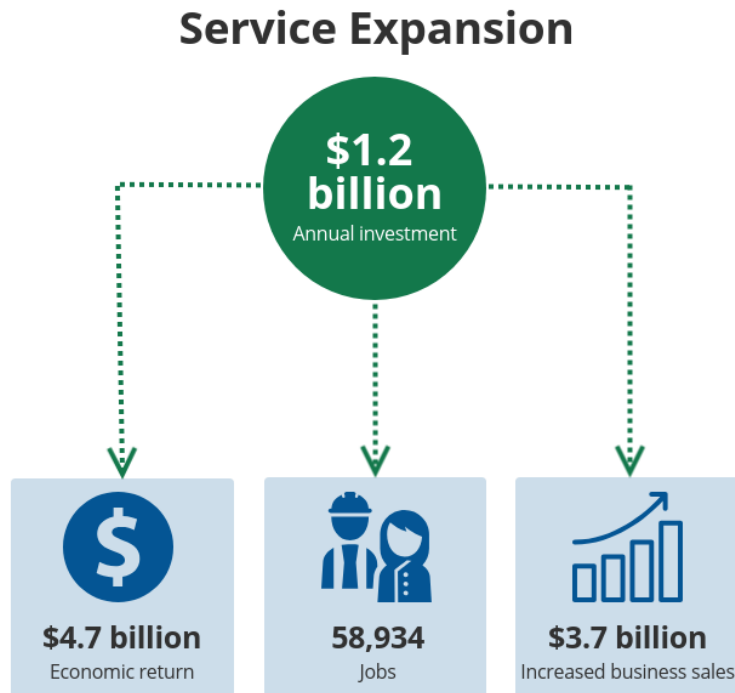 Service Expansion
$1.2
billion
Annual investment
$
$4.7 billion
Economic return
58,934
Jobs
$3.7 billion
Increased business sales